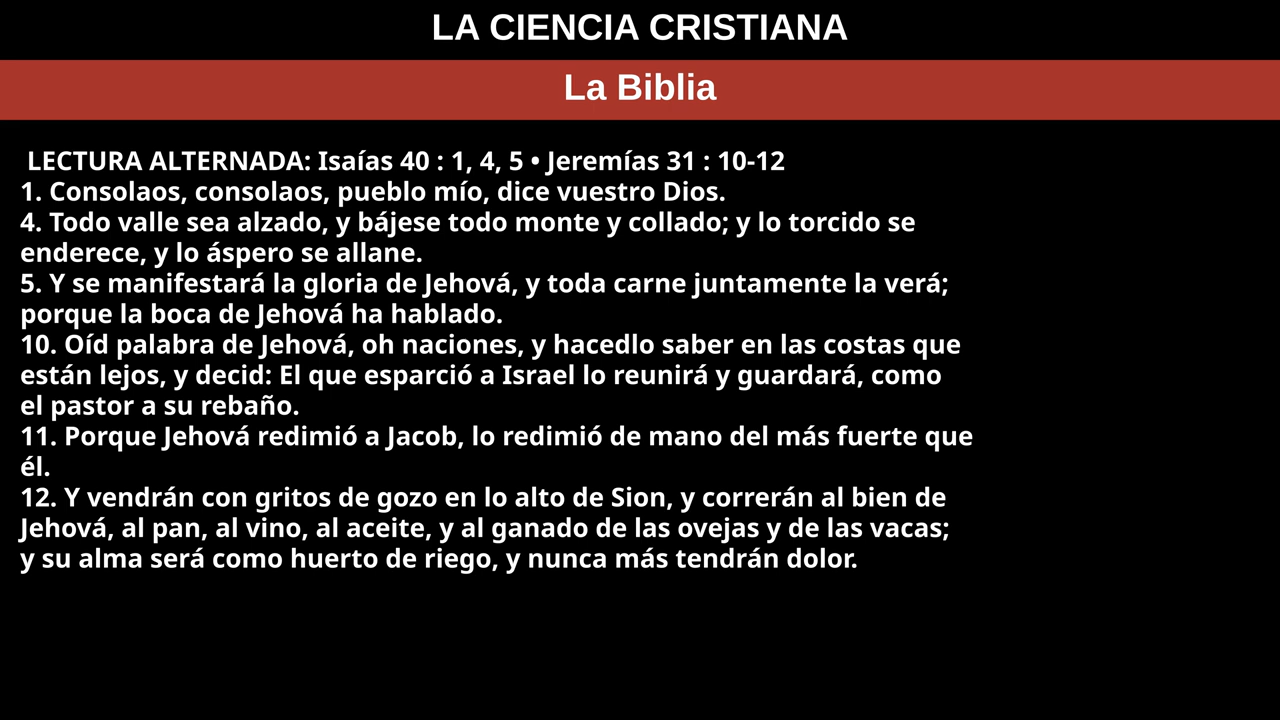 LA CIENCIA CRISTIANA
La Biblia
LECTURA ALTERNADA: Isaías 40 : 1, 4, 5 • Jeremías 31 : 10-12
1. Consolaos, consolaos, pueblo mío, dice vuestro Dios.
4. Todo valle sea alzado, y bájese todo monte y collado; y lo torcido se
enderece, y lo áspero se allane.
5. Y se manifestará la gloria de Jehová, y toda carne juntamente la verá;
porque la boca de Jehová ha hablado.
10. Oíd palabra de Jehová, oh naciones, y hacedlo saber en las costas que
están lejos, y decid: El que esparció a Israel lo reunirá y guardará, como
el pastor a su rebaño.
11. Porque Jehová redimió a Jacob, lo redimió de mano del más fuerte que
él.
12. Y vendrán con gritos de gozo en lo alto de Sion, y correrán al bien de
Jehová, al pan, al vino, al aceite, y al ganado de las ovejas y de las vacas;
y su alma será como huerto de riego, y nunca más tendrán dolor.